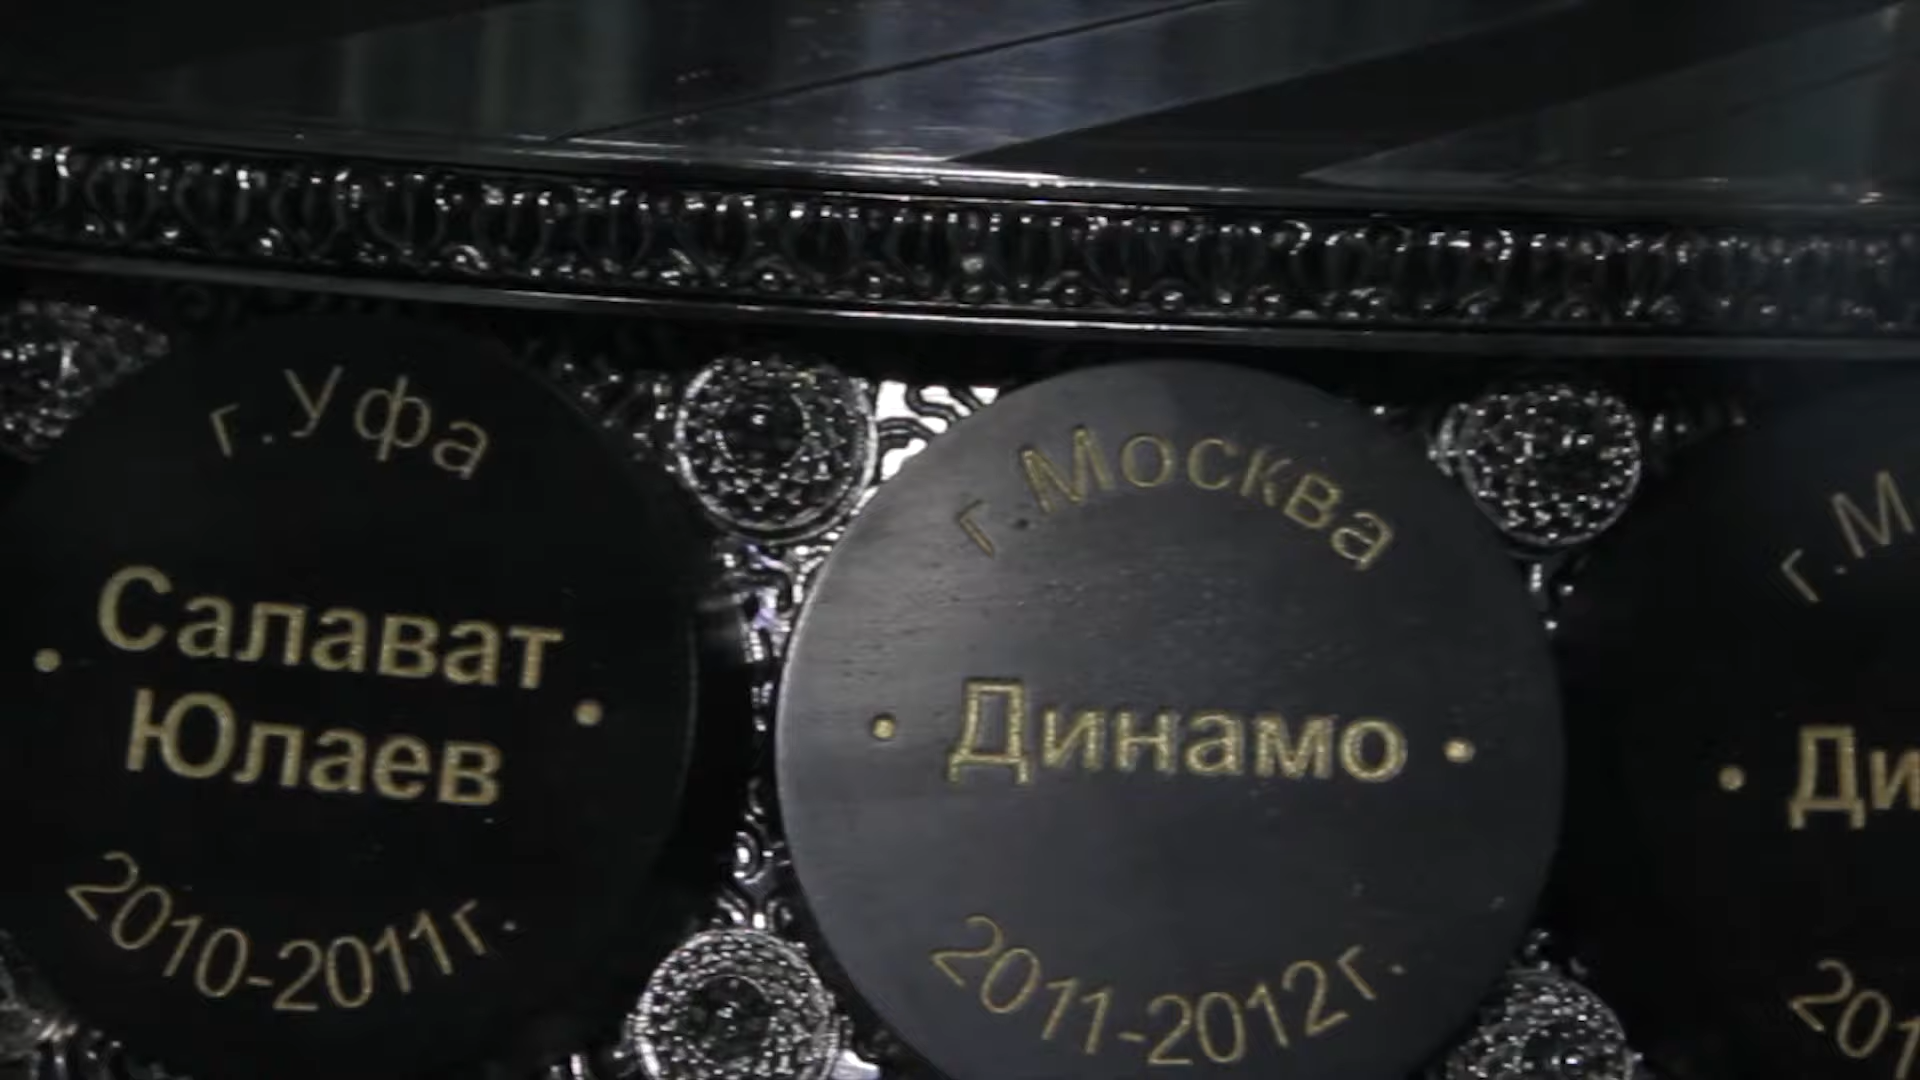 г.Уфа
Салават
Юлаев
2010-2011г.
г.Москва
Динамо
2011-2012г.